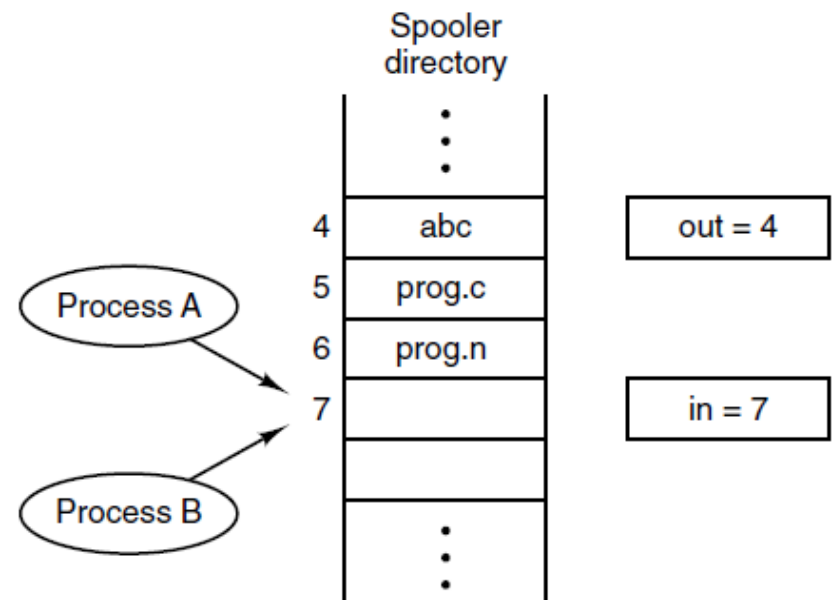 Spooler
directory
4 abc out = 4
Process A
5 prog.c
6 prog.n
7 in = 7
Process B